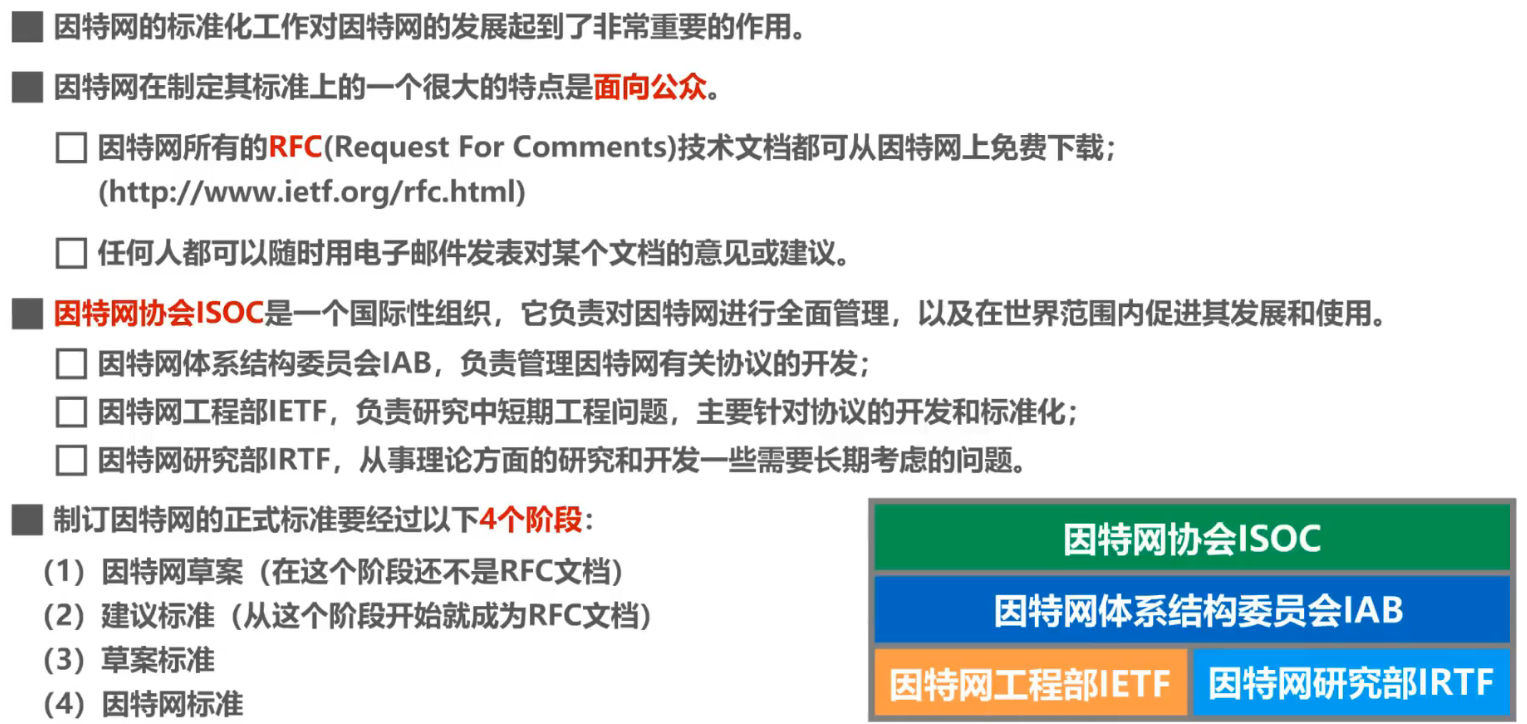 因特网的标准化工作对因特网的发展起到了非常重要的作用。
因特网在制定其标准上的一个很大的特点是面向公众。
因特网所有的RFC(Request For Comments)技术文档都可从因特网上免费下载；
(http://www.ietf.org/rfc.html)
任何人都可以随时用电子邮件发表对某个文档的意见或建议。
因特网协会ISOC是一个国际性组织，它负责对因特网进行全面管理，以及在世界范围内促进其发展和使用。
因特网体系结构委员会IAB，负责管理因特网有关协议的开发；
因特网工程部IETF，负责研究中短期工程问题，主要针对协议的开发和标准化；
因特网研究部IRTF，从事理论方面的研究和开发一些需要长期考虑的问题。
制订因特网的正式标准要经过以下4个阶段：
（1）因特网草案（在这个阶段还不是RFC文档）
（2）建议标准（从这个阶段开始就成为RFC文档）
（3）草案标准
（4）因特网标准
因特网协会ISOC
因特网体系结构委员会IAB
因特网工程部IETF
因特网研究部IRTF